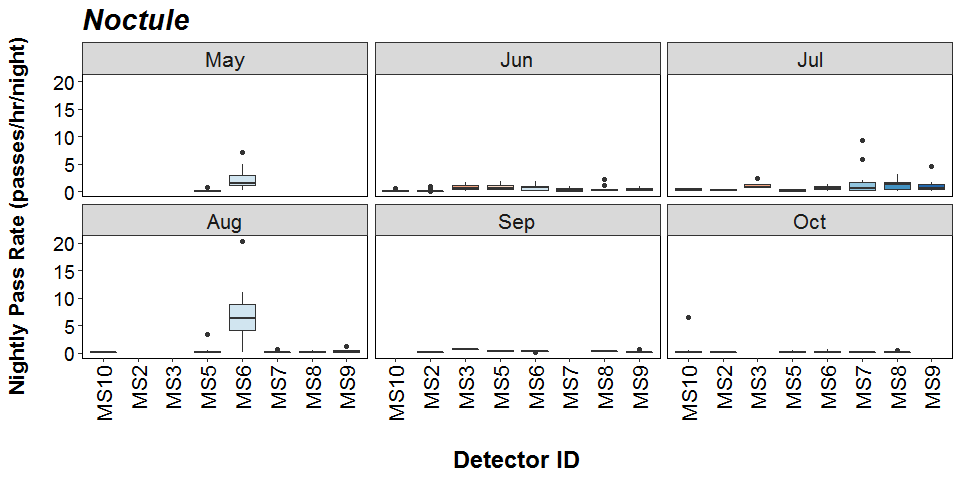 Noctule
May Jun Jul
20
15
10
5
0
Aug Sep Oct
20
15
10
5
0
Nightly Pass Rate (passes/hr/night)
MS10 MS2 MS3 MS5 MS6 MS7 MS8 MS9 MS10 MS2 MS3 MS5 MS6 MS7 MS8 MS9 MS10 MS2 MS3 MS5 MS6 MS7 MS8 MS9
Detector ID